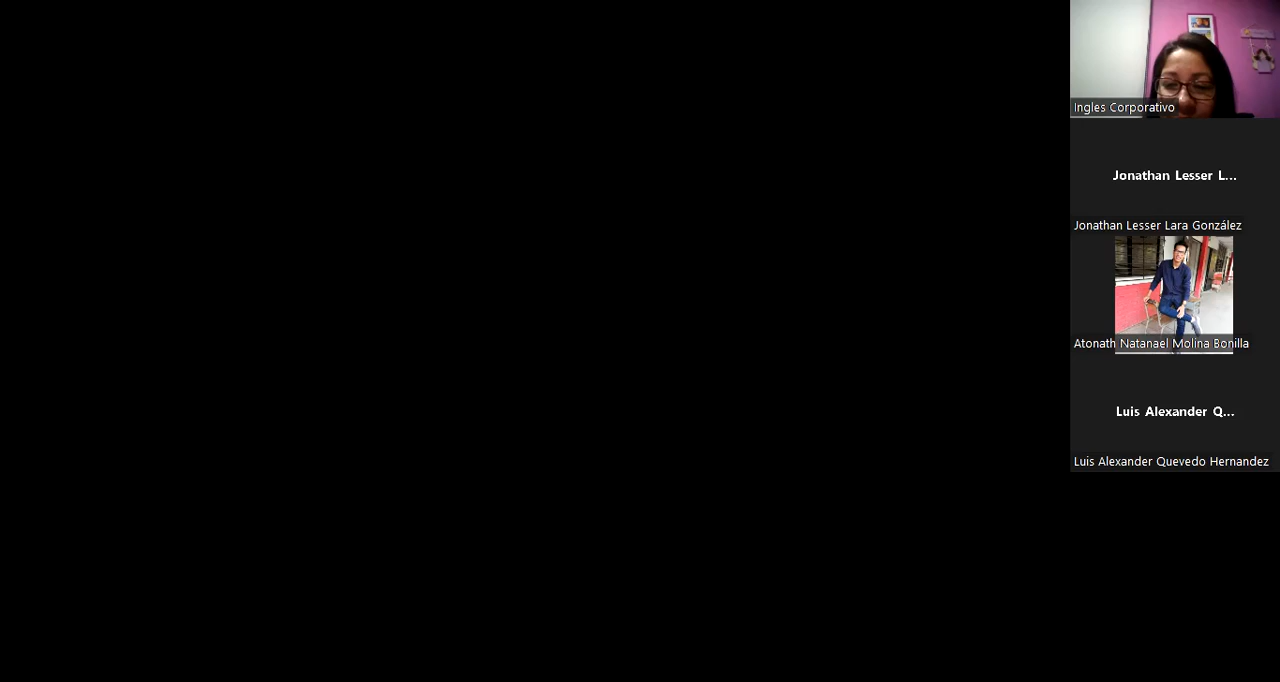 Ingles Corporativo
Jonathan Lesser L...
Jonathan Lesser Lara González
Atonath Natanael Molina Bonilla
Luis Alexander Q...
Luis Alexander Quevedo Hernandez